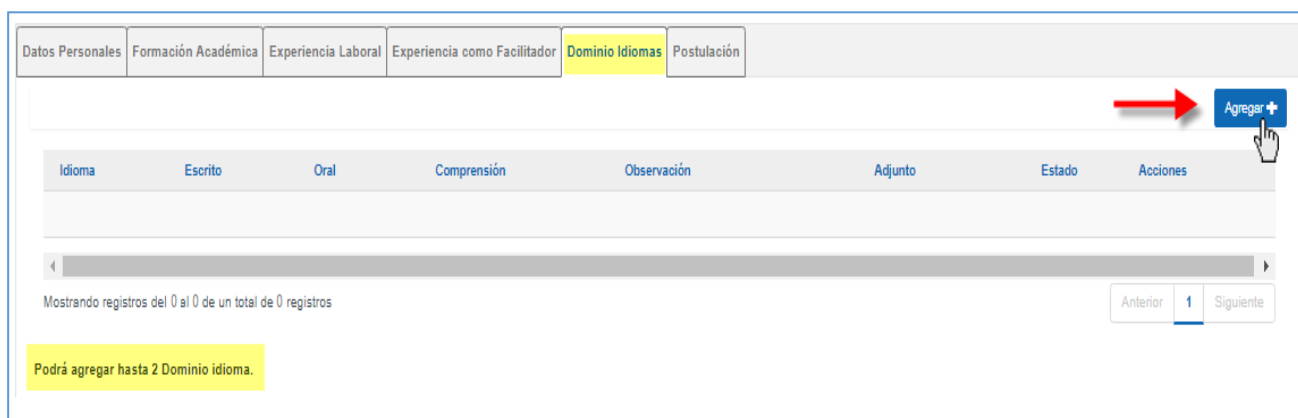 Datos Personales Formación Académica Experiencia Laboral Experiencia como Facilitador Dominio Idiomas Postulación
Agregar
Idioma Escrito Oral Comprensión Observación Adjunto Estado Acciones
Mostrando registros del 0 al 0 de un total de 0 registros
Anterior 1 Siguiente
Podrá agregar hasta 2 Dominio idioma.